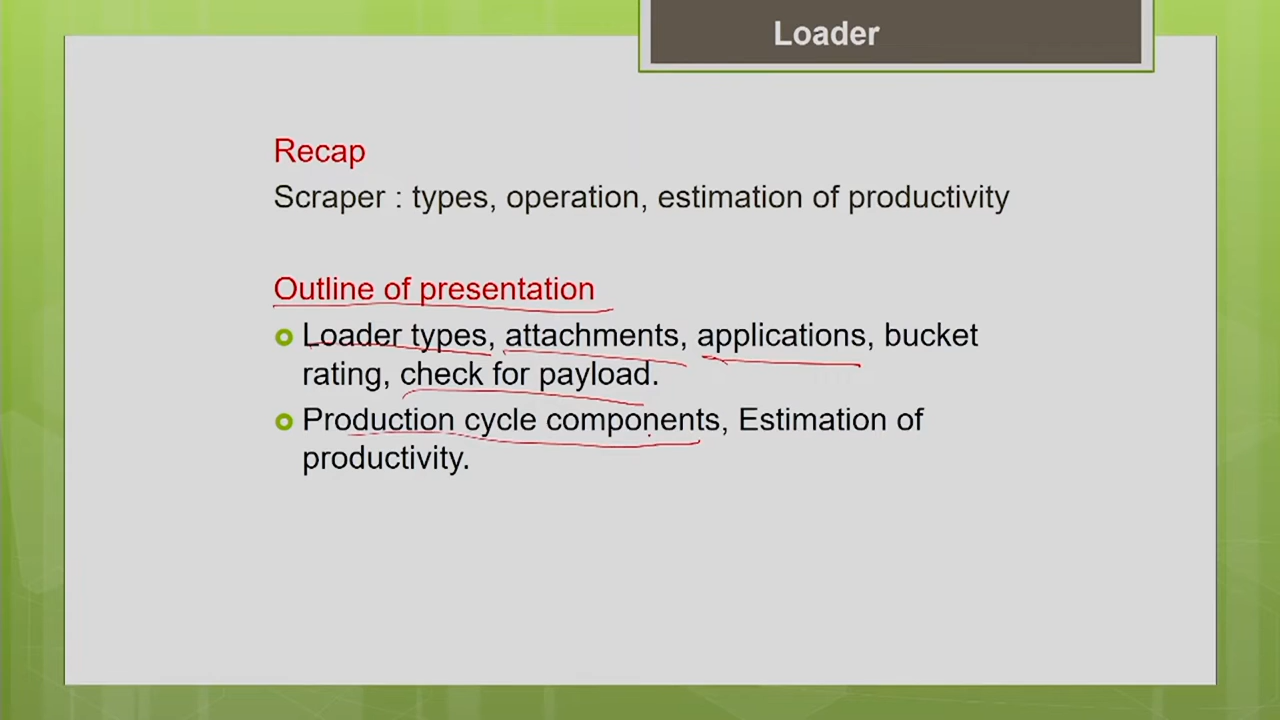 Loader
Recap
Scraper : types, operation, estimation of productivity
Outline of presentation
Loader types, attachments, applications, bucket
rating, check for payload.
Production cycle components, Estimation of
productivity.